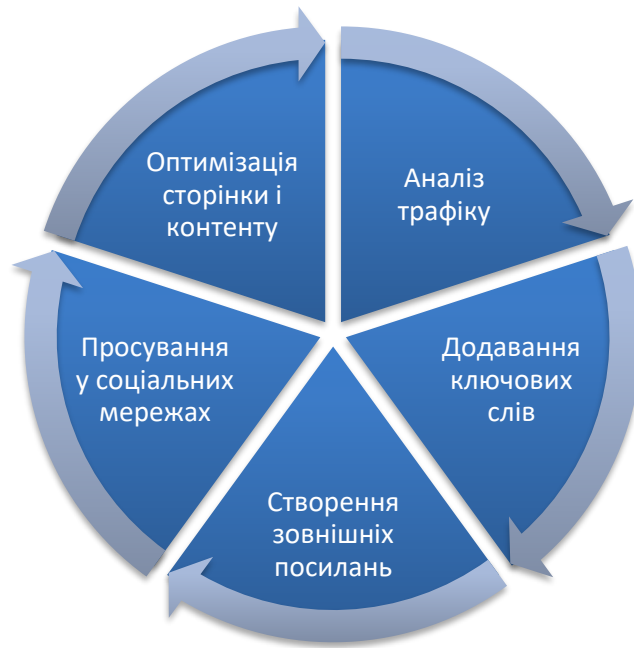 Аналіз
трафіку
Додавання
ключових
слів
Створення
зовнішніх
посилань
Просування
у соціальних
мережах
Оптимізація
сторінки і
контенту